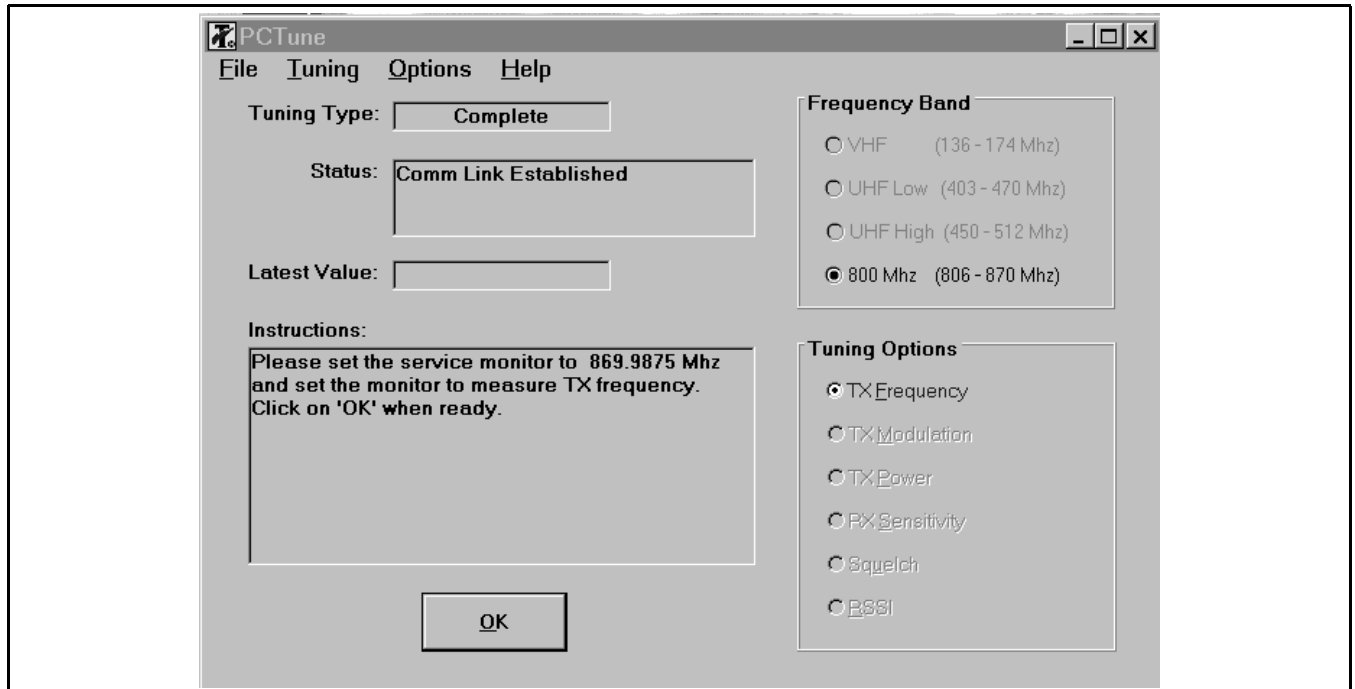 PCTune
File Tuning Options Help
Tuning Type: Complete
Status: Comm Link Established
Latest Value:
Instructions:
Please set the service monitor to 869.9875 Mhz
and set the monitor to measure TX frequency.
Click on 'OK' when ready.
OK
Frequency Band
VHF (136 - 174 Mhz)
UHF Low (403 - 470 Mhz)
UHF High (450 - 512 Mhz)
800 Mhz (806 - 870 Mhz)
Tuning Options
TX Frequency
TX Modulation
TX Power
RX Sensitivity
Squelch
RSSI